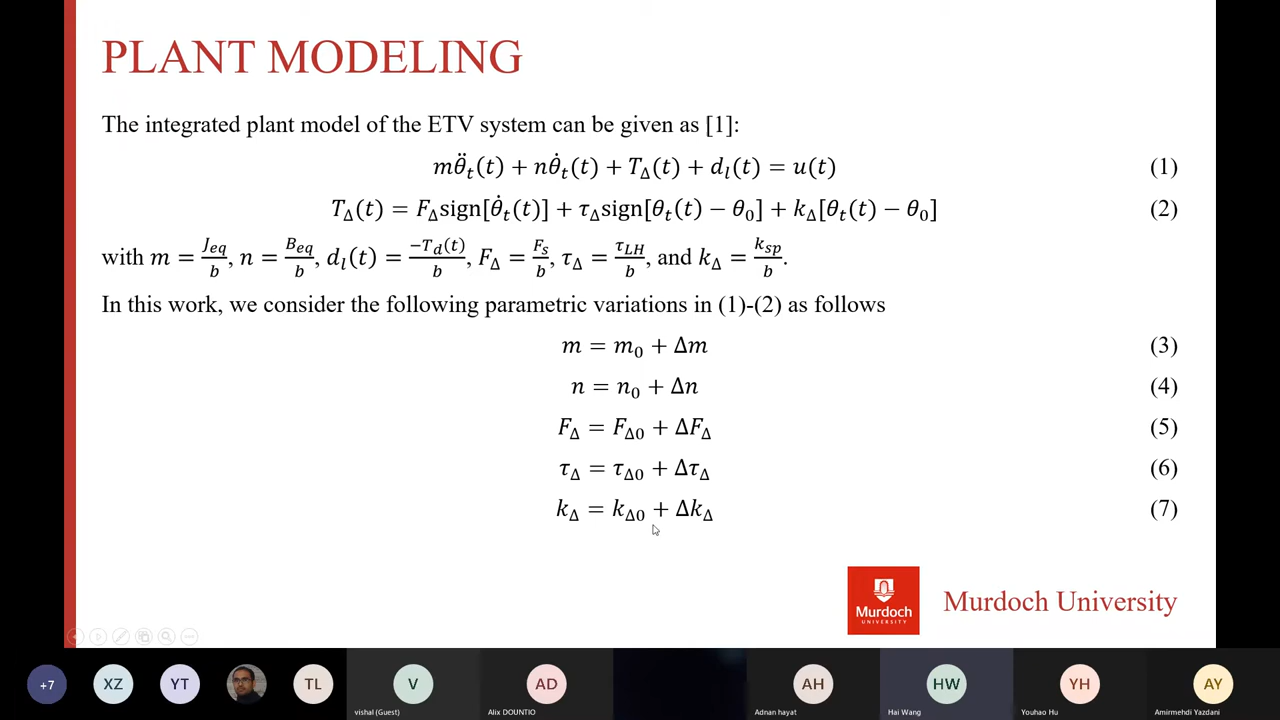 PLANT MODELING
The integrated plant model of the ETV system can be given as [1]:
mθ̈ₜ(t) + nθ̇ₜ(t) + T_Δ(t) + d_l(t) = u(t) (1)
T_Δ(t) = F_Δsign[θ̇ₜ(t)] + τ_Δsign[θₜ(t) − θ₀] + k_Δ[θₜ(t) − θ₀] (2)
with m = J_eq/b, n = B_eq/b, d_l(t) = −T_d(t)/b, F_Δ = F_s/b, τ_Δ = τ_LH/b, and k_Δ = k_sp/b.
In this work, we consider the following parametric variations in (1)-(2) as follows
m = m₀ + Δm (3)
n = n₀ + Δn (4)
F_Δ = F_Δ0 + ΔF_Δ (5)
τ_Δ = τ_Δ0 + Δτ_Δ (6)
k_Δ = k_Δ0 + Δk_Δ (7)
Murdoch
UNIVERSITY
Murdoch University
+7 XZ YT TL V AD AH HW YH AY
vishal (Guest) Alix DOUNTIO Adnan hayat Hai Wang Youhao Hu Amirmehdi Yazdani